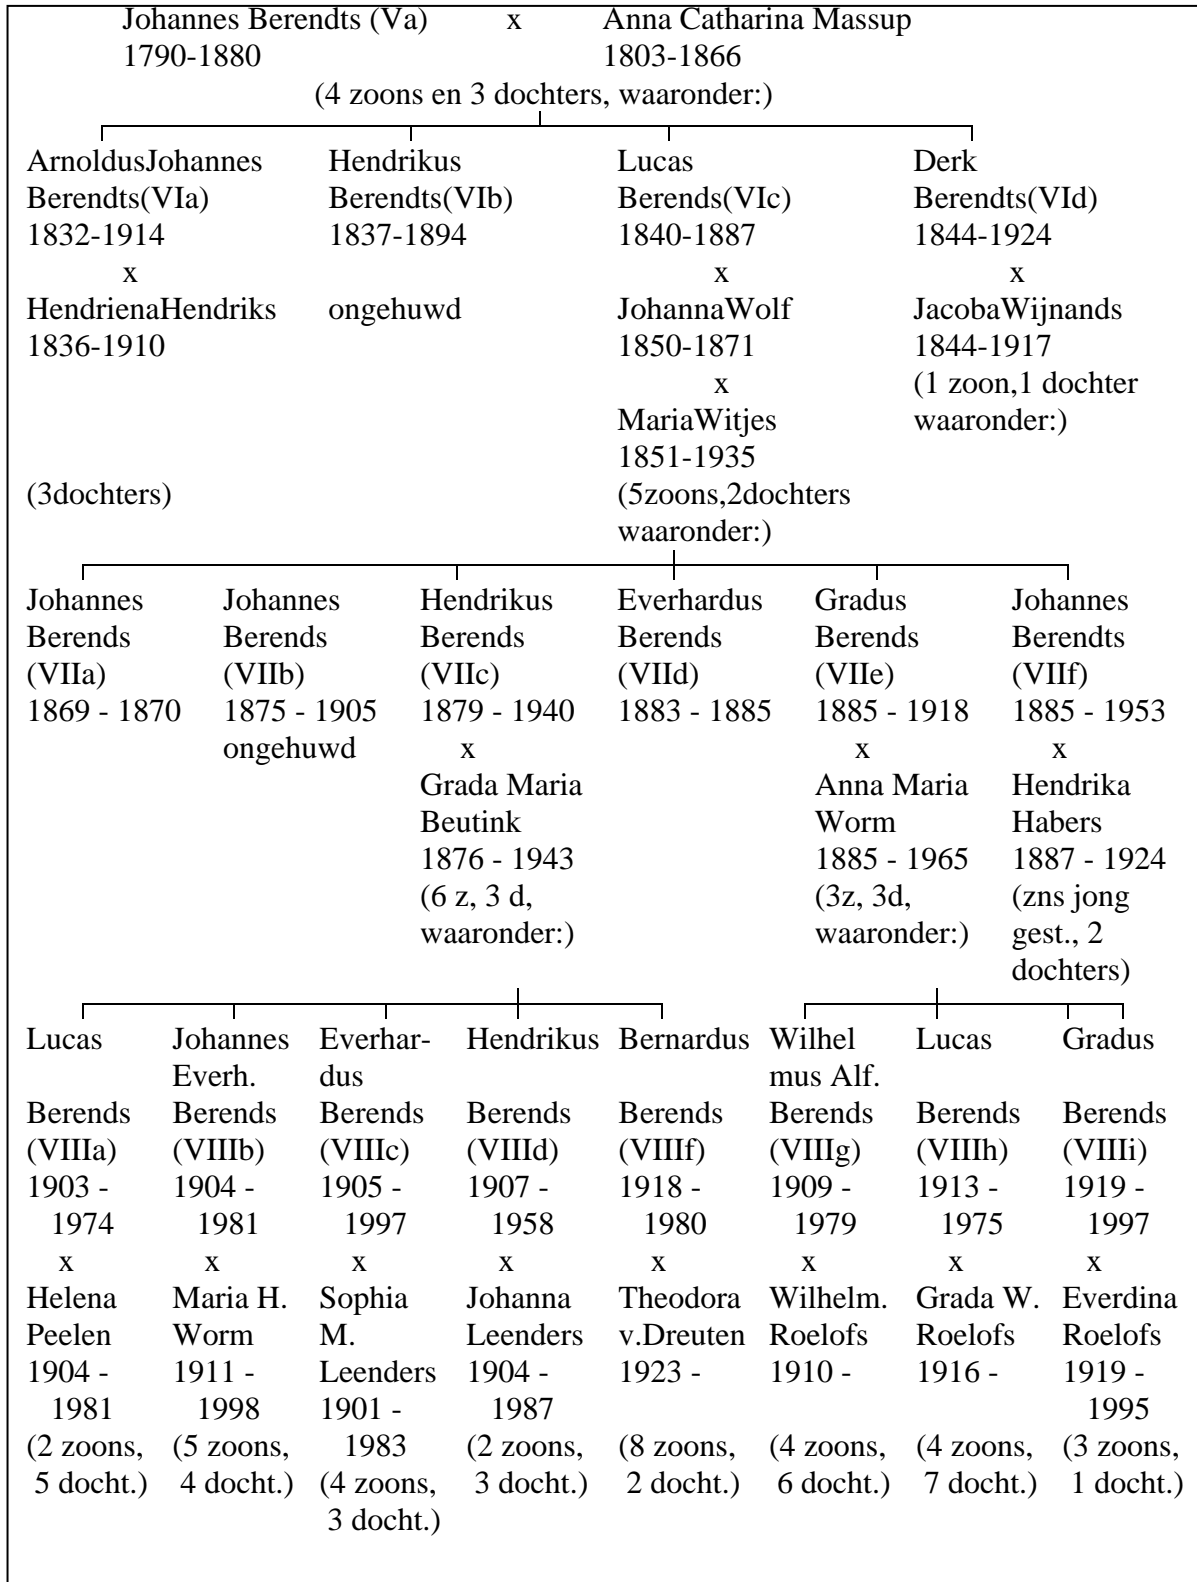 Johannes Berendts (Va) x Anna Catharina Massup
1790-1880 1803-1866
(4 zoons en 3 dochters, waaronder:)
ArnoldusJohannes Hendrikus Lucas Derk
Berendts(VIa) Berendts(VIb) Berends(VIc) Berendts(VId)
1832-1914 1837-1894 1840-1887 1844-1924
x x x
HendrienaHendriks ongehuwd JohannaWolf JacobaWijnands
1836-1910 1850-1871 1844-1917
x (1 zoon,1 dochter
MariaWitjes waaronder:)
1851-1935
(3dochters) (5zoons,2dochters
waaronder:)
Johannes Johannes Hendrikus Everhardus Gradus Johannes
Berends Berends Berends Berends Berends Berendts
(VIIa) (VIIb) (VIIc) (VIId) (VIIe) (VIIf)
1869 - 1870 1875 - 1905 1879 - 1940 1883 - 1885 1885 - 1918 1885 - 1953
ongehuwd x x x
Grada Maria Anna Maria Hendrika
Beutink Worm Habers
1876 - 1943 1885 - 1965 1887 - 1924
(6 z, 3 d, (3z, 3d, (zns jong
waaronder:) waaronder:) gest., 2
dochters)
Lucas Johannes Everhar- Hendrikus Bernardus Wilhel Lucas Gradus
Everh. dus mus Alf.
Berends Berends Berends Berends Berends Berends Berends Berends
(VIIIa) (VIIIb) (VIIIc) (VIIId) (VIIIf) (VIIIg) (VIIIh) (VIIIi)
1903 - 1904 - 1905 - 1907 - 1918 - 1909 - 1913 - 1919 -
1974 1981 1997 1958 1980 1979 1975 1997
x x x x x x x x
Helena Maria H. Sophia Johanna Theodora Wilhelm. Grada W. Everdina
Peelen Worm M. Leenders v.Dreuten Roelofs Roelofs Roelofs
1904 - 1911 - Leenders 1904 - 1923 - 1910 - 1916 - 1919 -
1981 1998 1901 - 1987 1995
(2 zoons, (5 zoons, 1983 (2 zoons, (8 zoons, (4 zoons, (4 zoons, (3 zoons,
5 docht.) 4 docht.) (4 zoons, 3 docht.) 2 docht.) 6 docht.) 7 docht.) 1 docht.)
3 docht.)